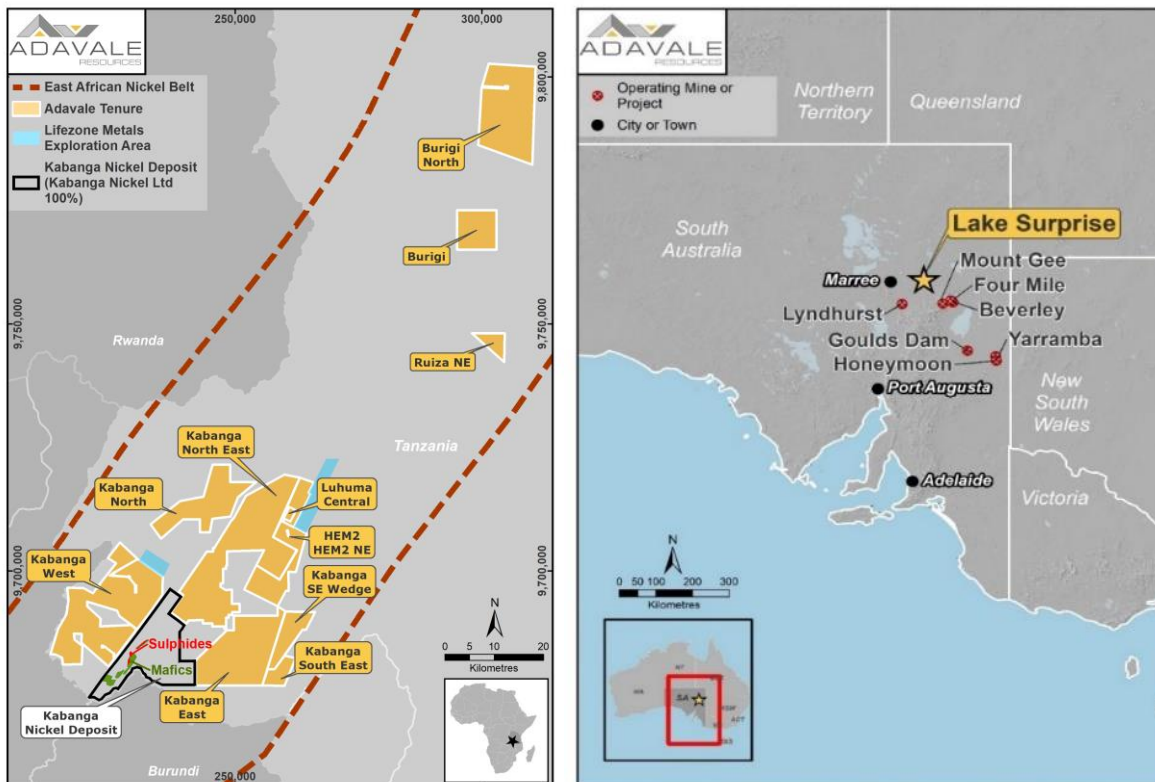 ADAVALE
RESOURCES
East African Nickel Belt
Adavale Tenure
Lifezone Metals
Exploration Area
Kabanga Nickel Deposit
(Kabanga Nickel Ltd
100%)
250,000
300,000
9,800,000
Burigi
North
Burigi
9,750,000
9,750,000
Ruiza NE
Rwanda
Tanzania
Kabanga
North East
Kabanga
North
Luhuma
Central
HEM2
HEM2 NE
Kabanga
West
9,700,000
9,700,000
Kabanga
SE Wedge
Sulphides
Mafics
Kabanga
South East
Kabanga
East
Kabanga
Nickel Deposit
Burundi
250,000
N
0 5 10 20
Kilometres
ADAVALE
RESOURCES
Operating Mine or
Project
City or Town
Northern
Territory
Queensland
South
Australia
Lake Surprise
Marree
Mount Gee
Four Mile
Beverley
Lyndhurst
Goulds Dam
Yarramba
Honeymoon
Port Augusta
New
South
Wales
Adelaide
Victoria
N
0 50 100 200 300
Kilometres
WA
NT
SA
ACT